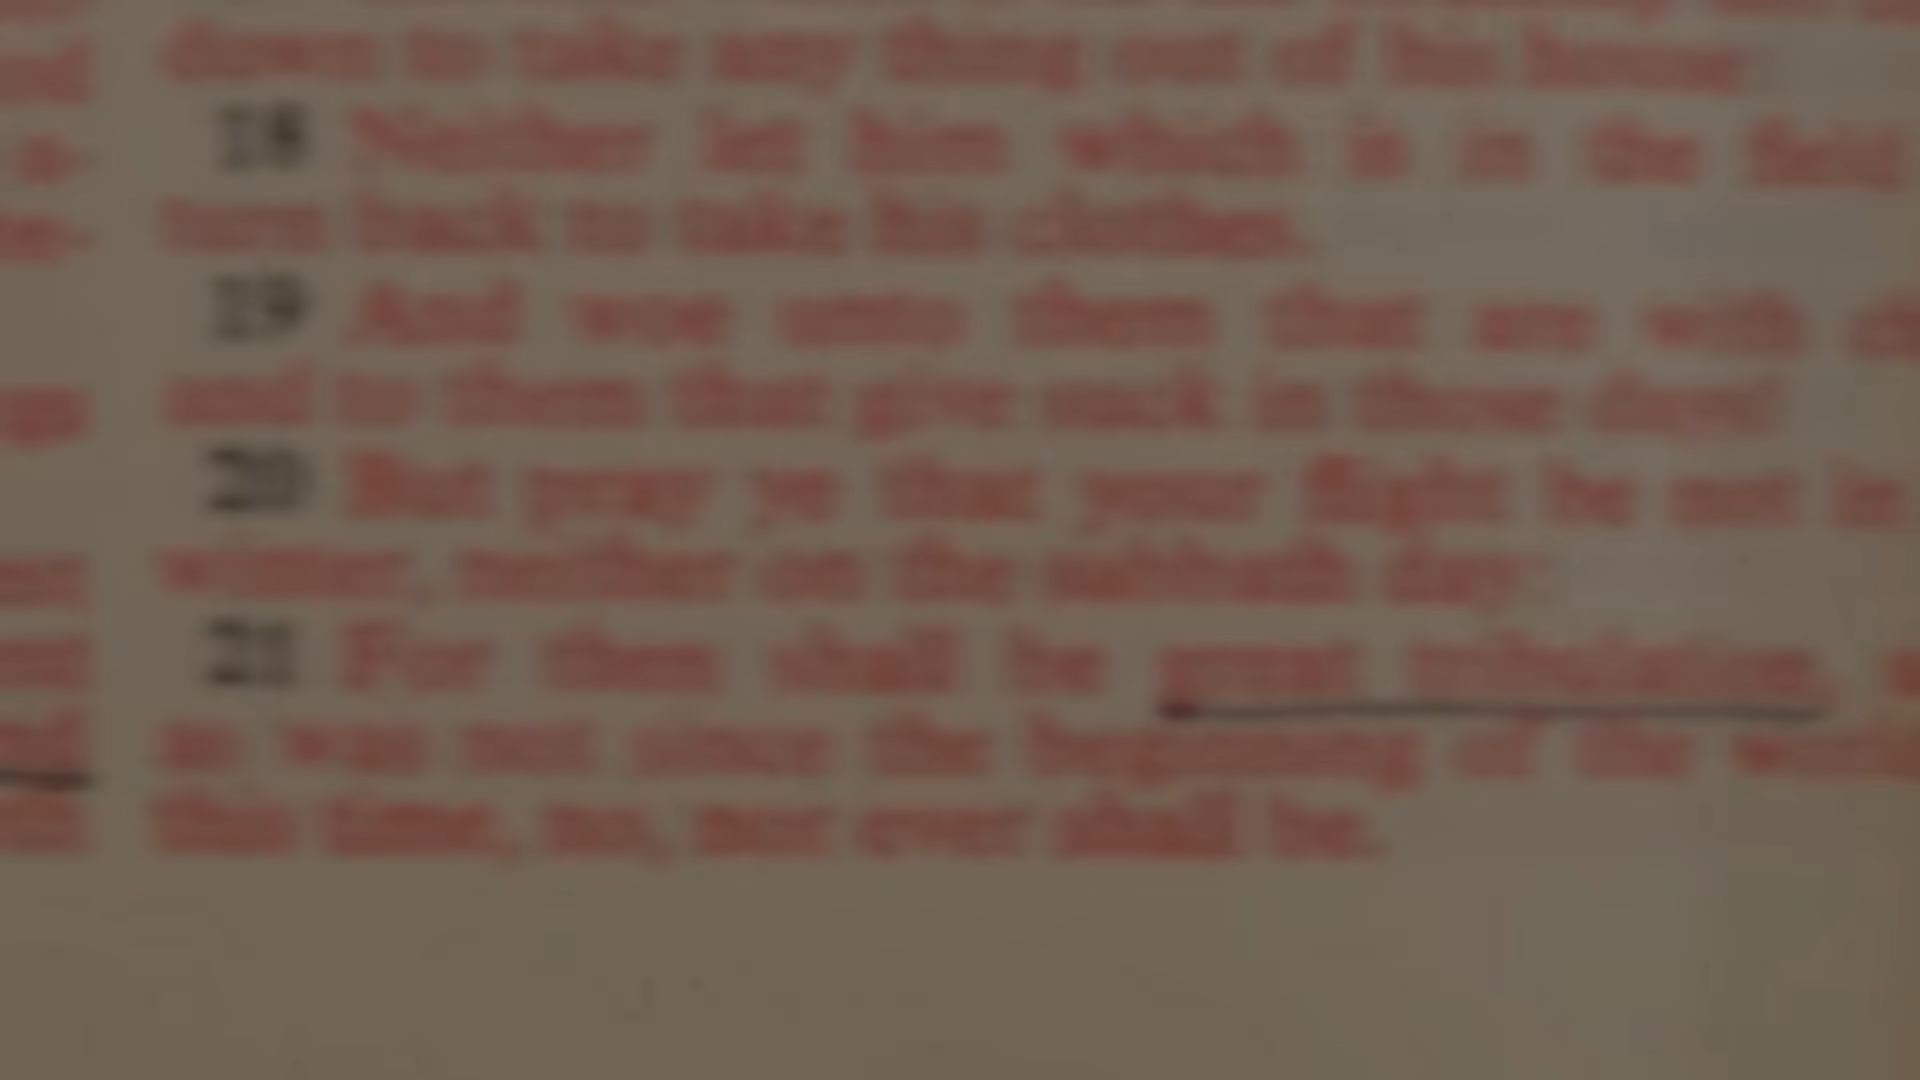 down to take any thing out of his house:
18 Neither let him which is in the field
turn back to take his clothes.
19 And woe unto them that are with
and to them that give suck in those days!
20 But pray ye that your flight be not in
winter, neither on the sabbath day:
21 For then shall be great tribulation,
as was not since the beginning of the world
this time, no, nor ever shall be.